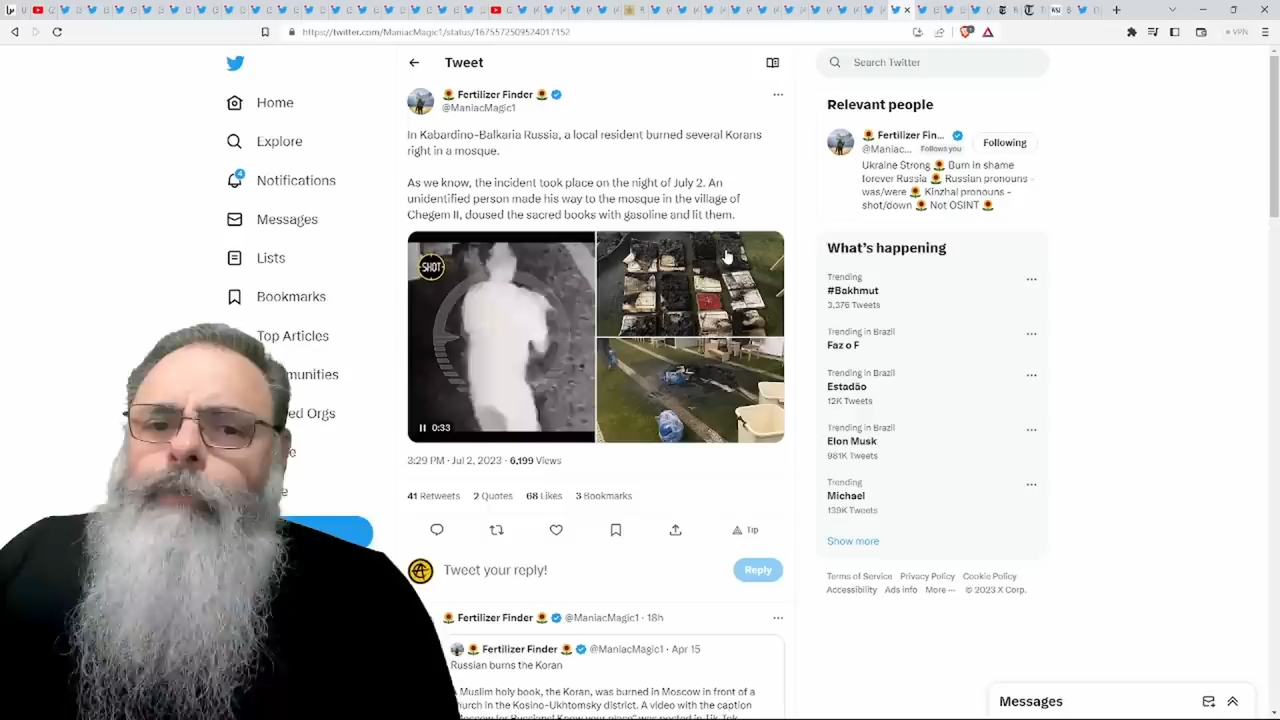 https://twitter.com/ManiacMagic1/status/1675572509524017152
VPN
Home
Explore
4
Notifications
Messages
Lists
Bookmarks
Top Articles
munities
ed Orgs
Tweet
🌻 Fertilizer Finder 🌻
@ManiacMagic1
In Kabardino-Balkaria Russia, a local resident burned several Korans
right in a mosque.
As we know, the incident took place on the night of July 2. An
unidentified person made his way to the mosque in the village of
Chegem II, doused the sacred books with gasoline and lit them.
SHOT
0:33
3:29 PM · Jul 2, 2023 · 6,199 Views
41 Retweets 2 Quotes 68 Likes 3 Bookmarks
Tip
Tweet your reply!
Reply
🌻 Fertilizer Finder 🌻 @ManiacMagic1 · 18h
🌻 Fertilizer Finder 🌻 @ManiacMagic1 · Apr 15
Russian burns the Koran
A Muslim holy book, the Koran, was burned in Moscow in front of a
church in the Kosino-Ukhtomsky district. A video with the caption
Search Twitter
Relevant people
🌻 Fertilizer Fin...
@Maniac... Follows you
Following
Ukraine Strong 🌻 Burn in shame
forever Russia 🌻 Russian pronouns -
was/were 🌻 Kinzhal pronouns -
shot/down 🌻 Not OSINT 🌻
What's happening
Trending
#Bakhmut
3,376 Tweets
Trending in Brazil
Faz o F
Trending in Brazil
Estadão
12K Tweets
Trending in Brazil
Elon Musk
981K Tweets
Trending
Michael
139K Tweets
Show more
Terms of Service Privacy Policy Cookie Policy
Accessibility Ads info More ··· © 2023 X Corp.
Messages